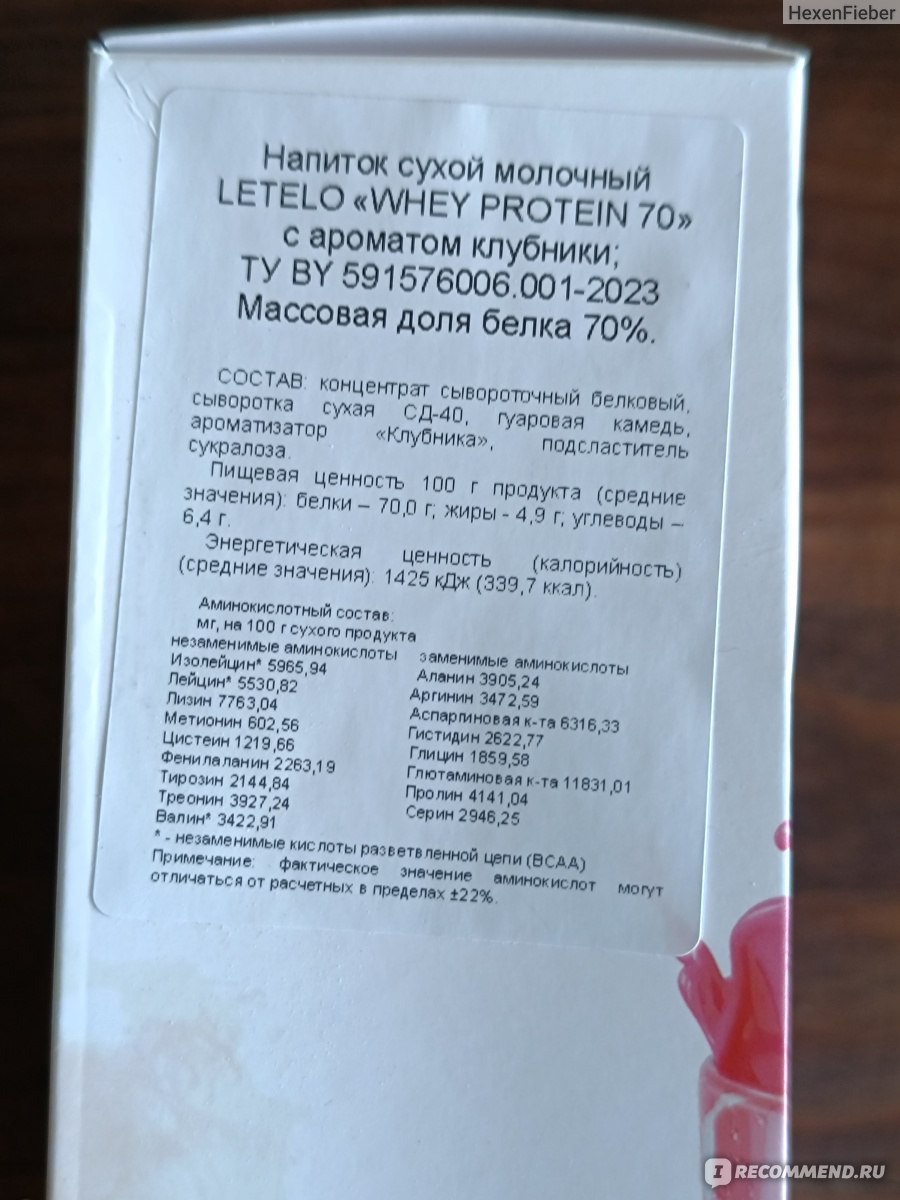 HexenFieber
Напиток сухой молочный
LETELO «WHEY PROTEIN 70»
с ароматом клубники;
ТУ BY 591576006.001-2023
Массовая доля белка 70%.
СОСТАВ: концентрат сывороточный белковый,
сыворотка сухая СД-40, гуаровая камедь,
ароматизатор «Клубника», подсластитель
сукралоза.
Пищевая ценность 100 г продукта (средние
значения): белки – 70,0 г; жиры - 4,9 г; углеводы –
6,4 г.
Энергетическая ценность (калорийность)
(средние значения): 1425 кДж (339,7 ккал).
Аминокислотный состав:
мг, на 100 г сухого продукта
незаменимые аминокислоты
Изолейцин* 5965,94
Лейцин* 5530,82
Лизин 7763,04
Метионин 602,56
Цистеин 1219,66
Фенилаланин 2263,19
Тирозин 2144,84
Треонин 3927,24
Валин* 3422,91
заменимые аминокислоты
Аланин 3905,24
Аргинин 3472,59
Аспаргиновая к-та 6316,33
Гистидин 2622,77
Глицин 1859,58
Глютаминовая к-та 11831,01
Пролин 4141,04
Серин 2946,25
* - незаменимые кислоты разветвленной цепи (ВСАА)
Примечание: фактическое значение аминокислот могут
отличаться от расчетных в пределах ±22%.
I RECOMMEND.RU